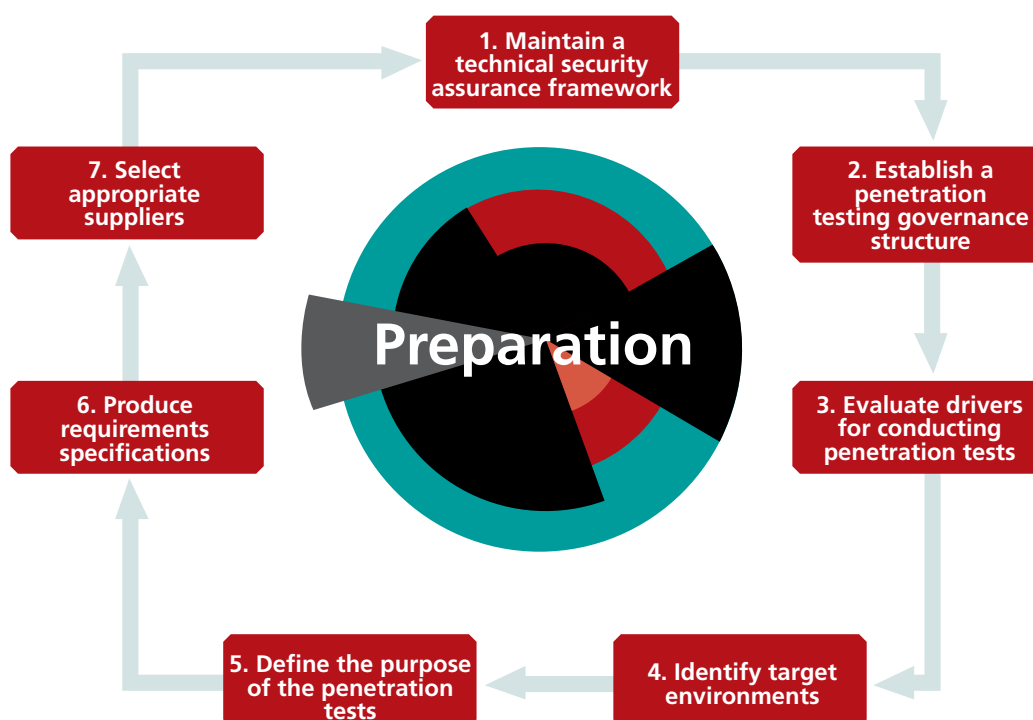 1. Maintain a
technical security
assurance framework
2. Establish a
penetration
testing governance
structure
3. Evaluate drivers
for conducting
penetration tests
4. Identify target
environments
5. Define the purpose
of the penetration
tests
6. Produce
requirements
specifications
7. Select
appropriate
suppliers
Preparation